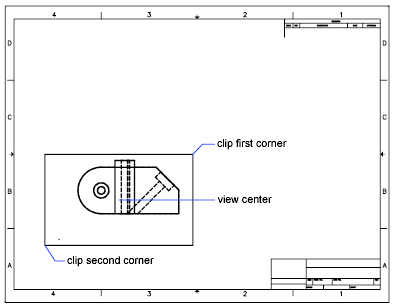 4 3 2 1
D D
C C
clip first corner
B view center B
clip second corner
A A
4 3 2 1